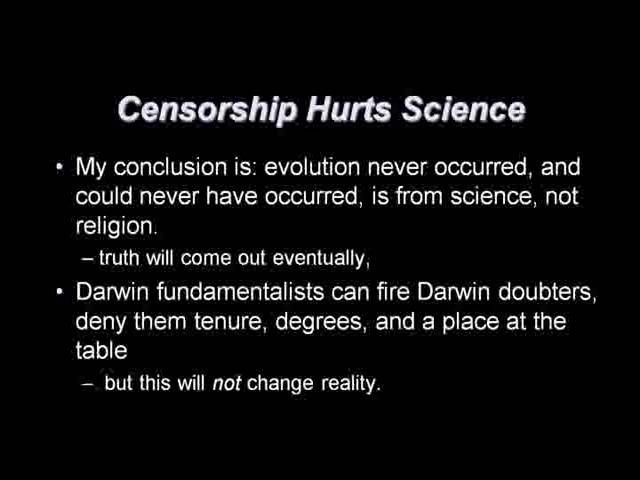 Censorship Hurts Science
• My conclusion is: evolution never occurred, and
could never have occurred, is from science, not
religion.
– truth will come out eventually,
• Darwin fundamentalists can fire Darwin doubters,
deny them tenure, degrees, and a place at the
table
– but this will not change reality.